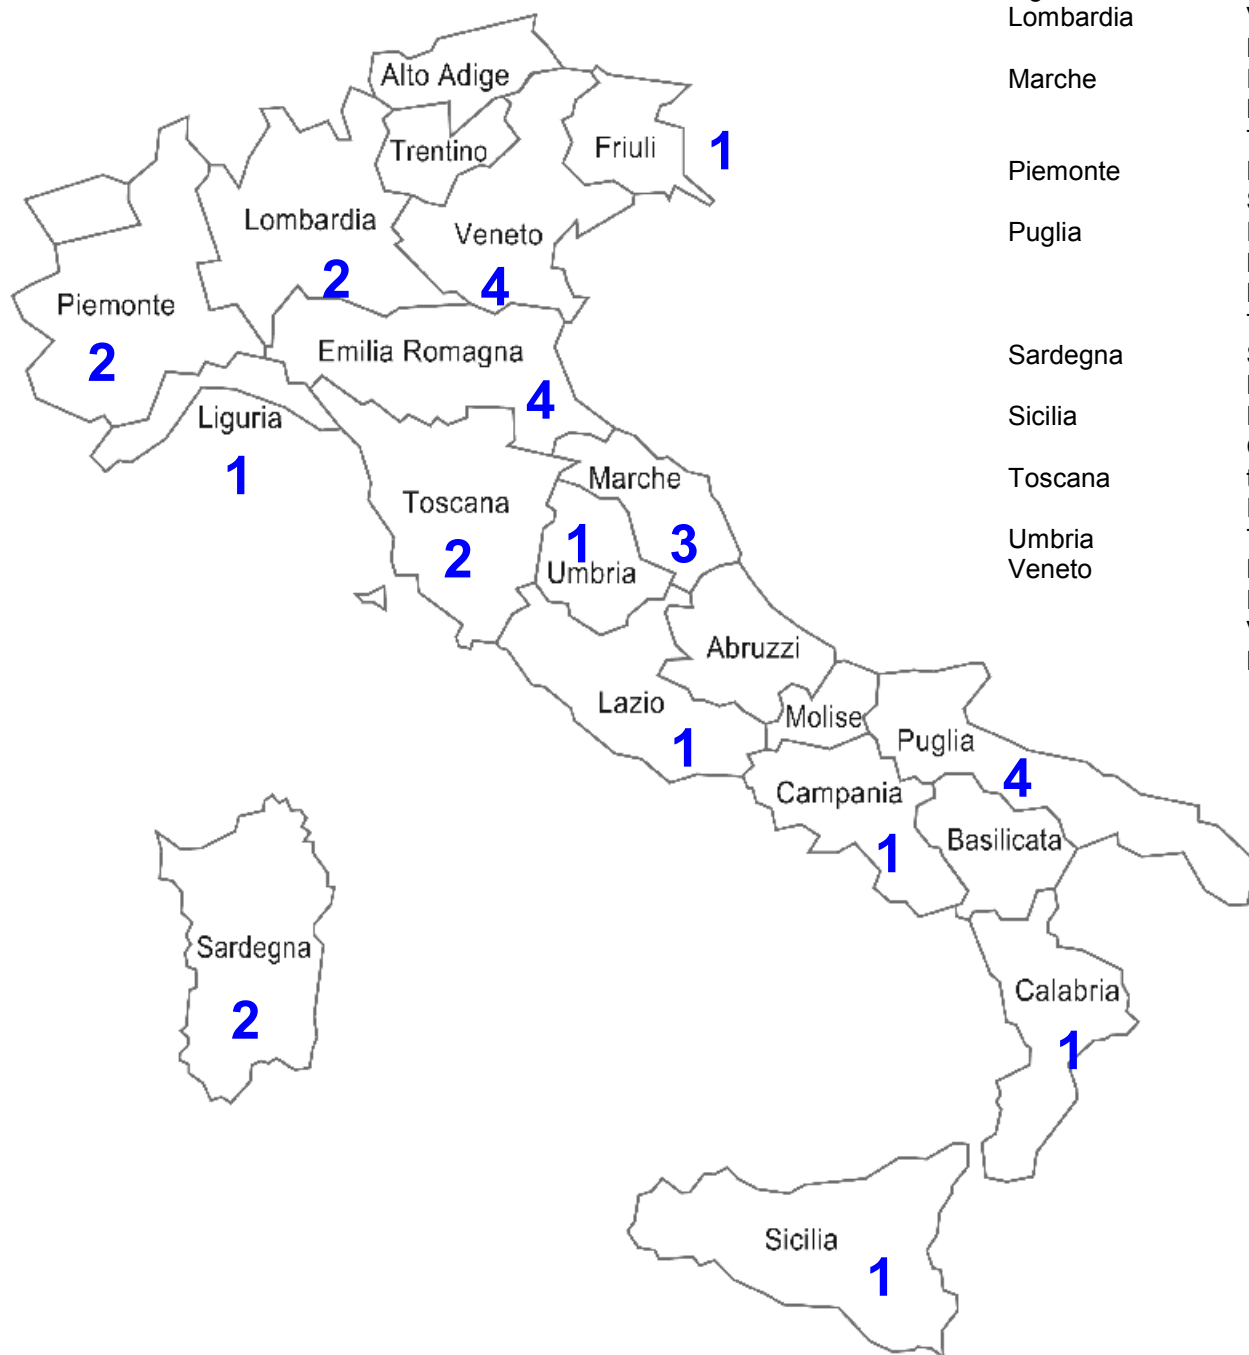 Alto Adige
Trentino
Friuli
1
Lombardia
2
Veneto
4
Piemonte
2
Emilia Romagna
4
Liguria
1
Toscana
2
Marche
3
1
Umbria
Abruzzi
Lazio
1
Molise
Puglia
4
Campania
1
Basilicata
Sardegna
2
Calabria
1
Sicilia
1
Lombardia
Marche
Piemonte
Puglia
Sardegna
Sicilia
Toscana
Umbria
Veneto